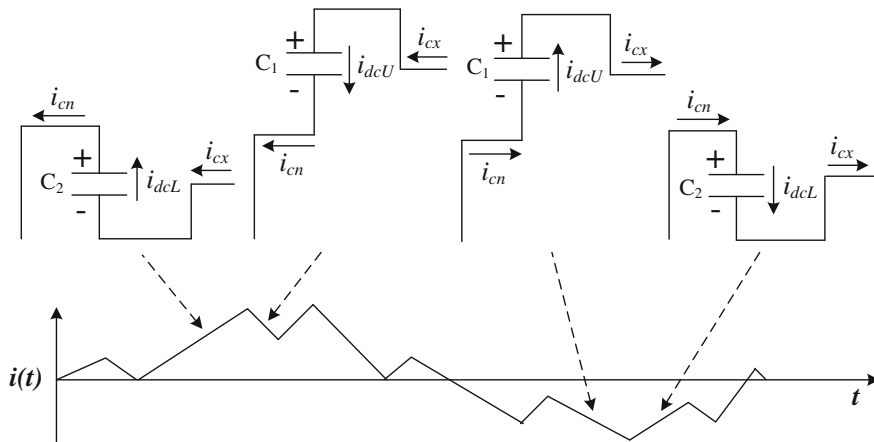 i_cn
+
C₂
-
i_dcL
i_cx
+
C₁
-
i_dcU
i_cx
i_cn
+
C₁
-
i_dcU
i_cx
i_cn
i_cn
+
C₂
-
i_dcL
i_cx
i(t)
t